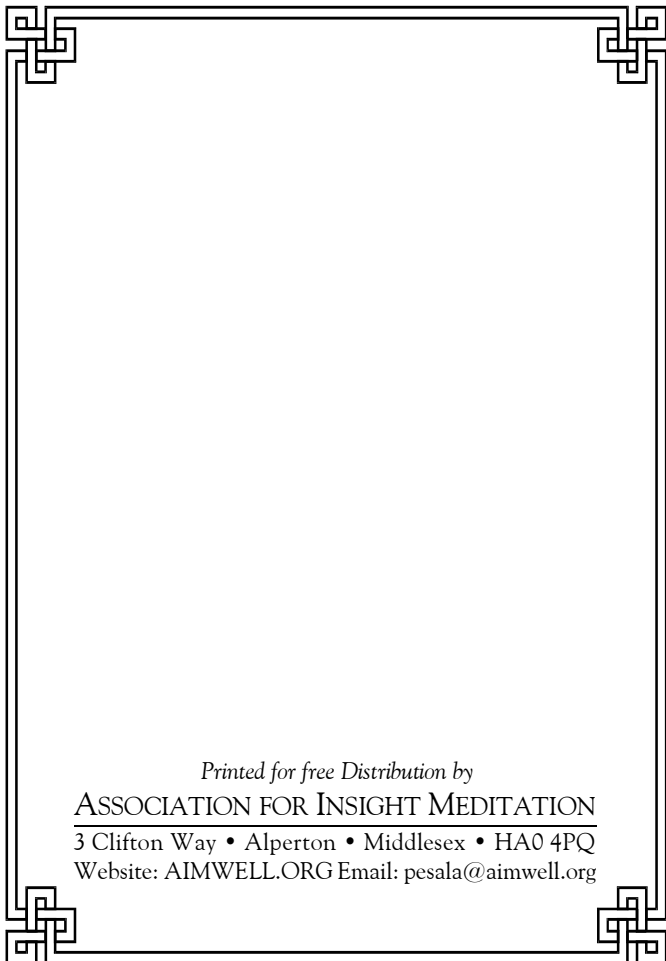 Printed for free Distribution by
ASSOCIATION FOR INSIGHT MEDITATION
3 Clifton Way • Alperton • Middlesex • HA0 4PQ
Website: AIMWELL.ORG Email: pesala@aimwell.org